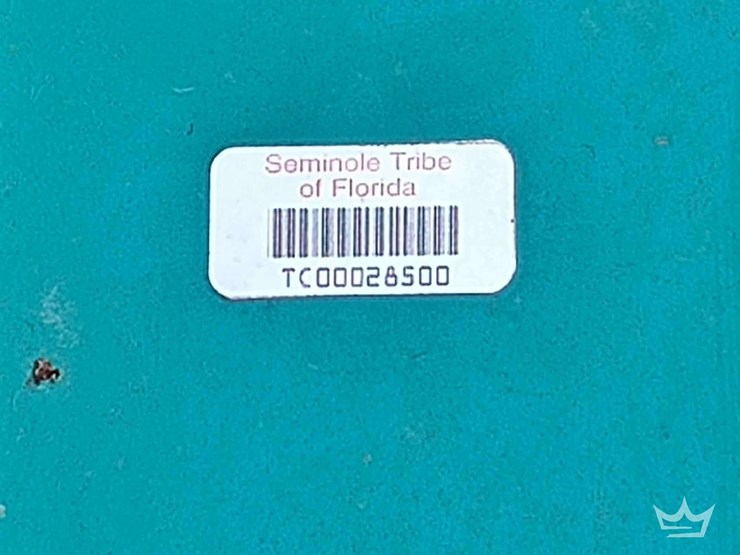 Seminole Tribe
of Florida
TC00028500